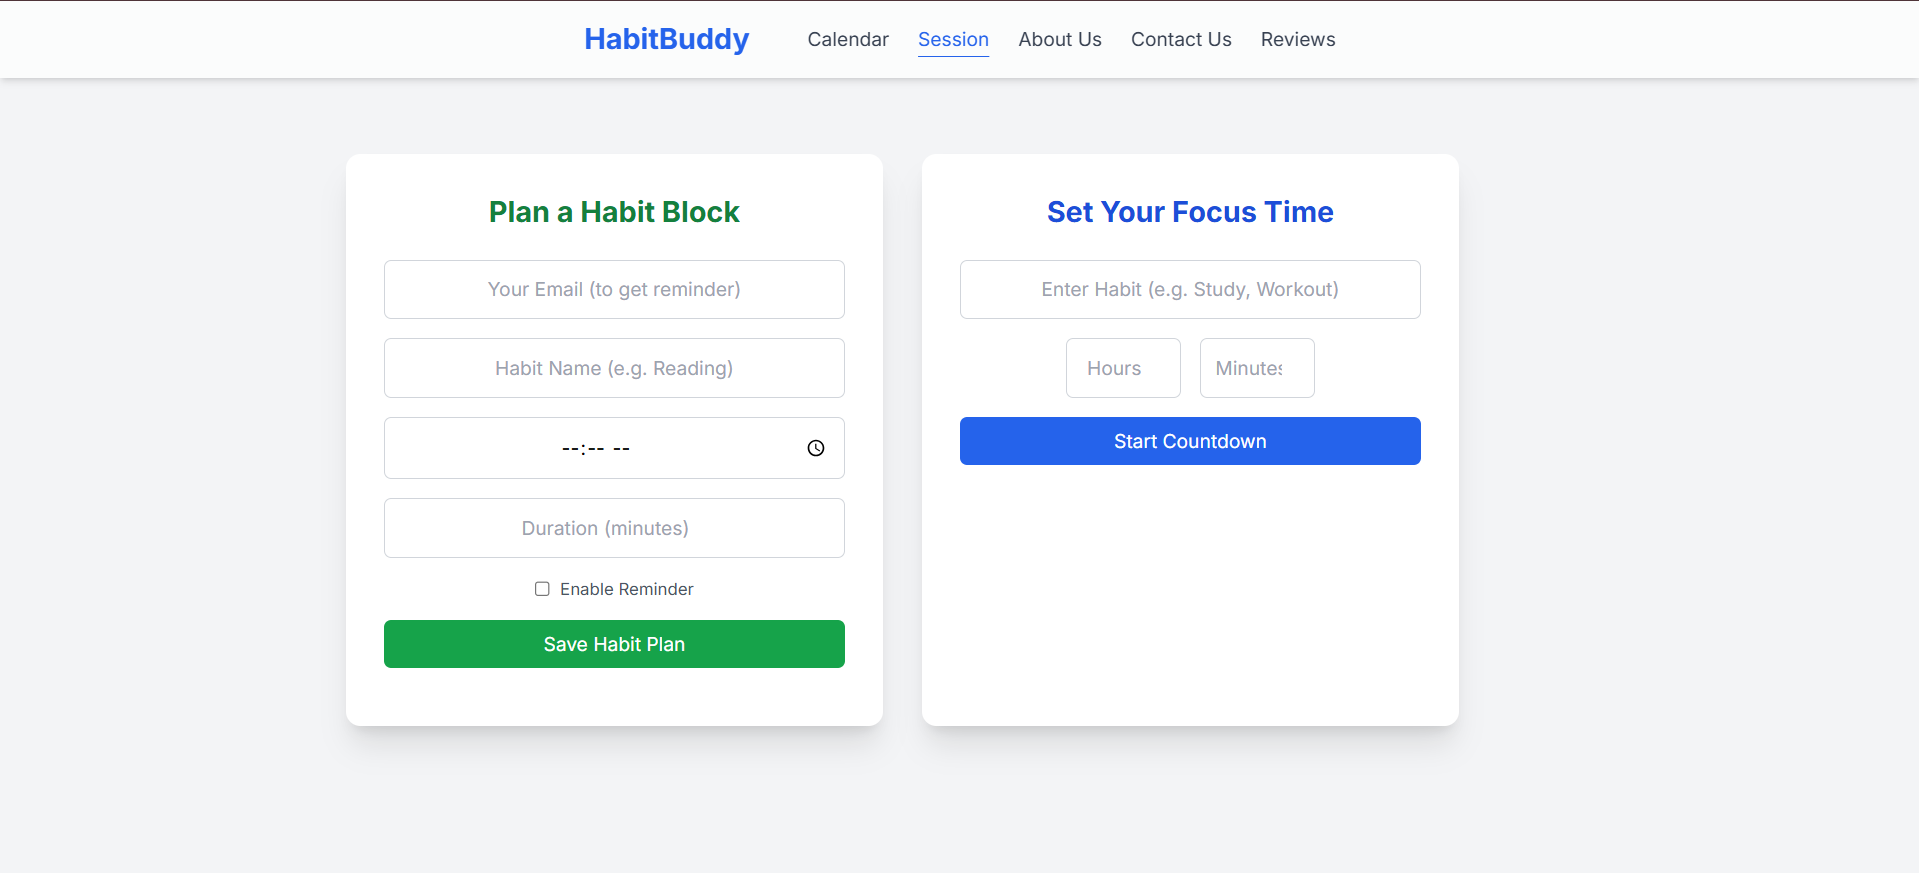 HabitBuddy
Calendar
Session
About Us
Contact Us
Reviews
Plan a Habit Block
Your Email (to get reminder)
Habit Name (e.g. Reading)
--:-- --
Duration (minutes)
Enable Reminder
Save Habit Plan
Set Your Focus Time
Enter Habit (e.g. Study, Workout)
Hours
Minutes
Start Countdown